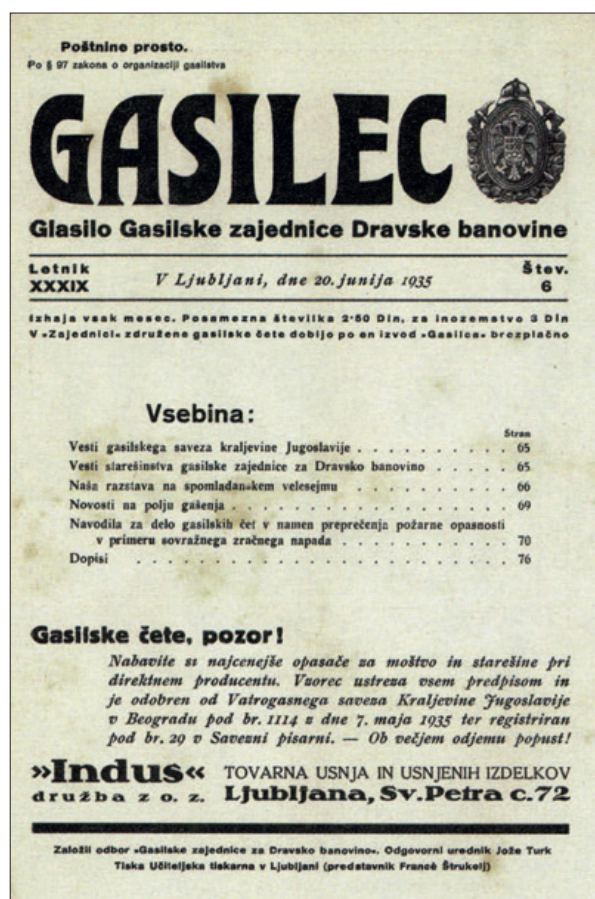 Poštnine prosto.
Po § 97 zakona o organizaciji gasilstva
GASILEC
Glasilo Gasilske zajednice Dravske banovine
Letnik
XXXIX
V Ljubljani, dne 20. junija 1935
Štev.
6
Izhaja vsak mesec. Posamezna številka 2·50 Din, za inozemstvo 3 Din
V »Zajednici« združene gasilske čete dobijo po en izvod »Gasilca« brezplačno
Vsebina:
Stran
Vesti gasilskega saveza kraljevine Jugoslavije . . . . . . . . . . 65
Vesti starešinstva gasilske zajednice za Dravsko banovino . . . . . 65
Naša razstava na spomladanskem velesejmu . . . . . . . . . . . 66
Novosti na polju gašenja . . . . . . . . . . . . . . . . . . 69
Navodila za delo gasilskih čet v namen preprečenja požarne opasnosti
v primeru sovražnega zračnega napada . . . . . . . . . . . 70
Dopisi . . . . . . . . . . . . . . . . . . . . . . . . 76
Gasilske čete, pozor!
Nabavite si najcenejše opasače za moštvo in starešine pri
direktnem producentu. Vzorec ustreza vsem predpisom in
je odobren od Vatrogasnega saveza Kraljevine Jugoslavije
v Beogradu pod br. 1114 z dne 7. maja 1935 ter registriran
pod br. 29 v Savezni pisarni. — Ob večjem odjemu popust!
»Indus«
družba z o. z.
TOVARNA USNJA IN USNJENIH IZDELKOV
Ljubljana, Sv. Petra c. 72
Založil odbor »Gasilske zajednice za Dravsko banovino«. Odgovorni urednik Jože Turk
Tiska Učiteljska tiskarna v Ljubljani (predstavnik Francè Štrukelj)